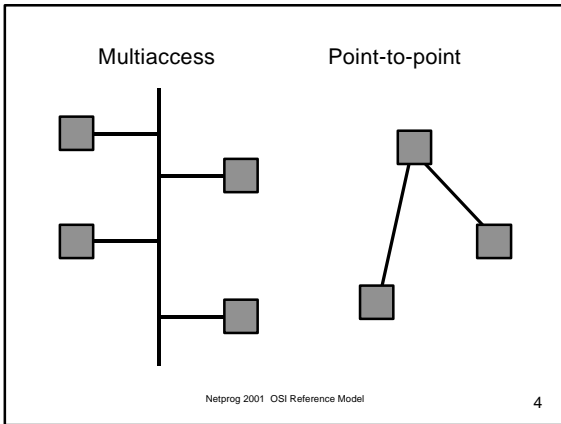 Multiaccess Point-to-point
Netprog 2001 OSI Reference Model 4